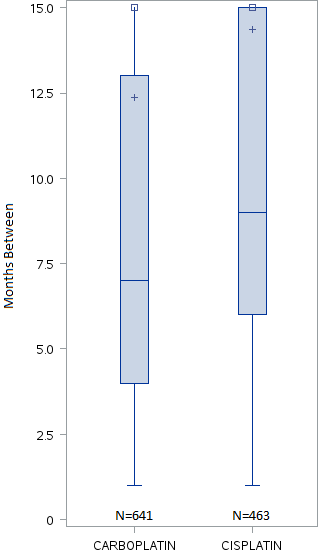 15.0
12.5
10.0
7.5
5.0
2.5
0
Months Between
N=641
N=463
CARBOPLATIN
CISPLATIN